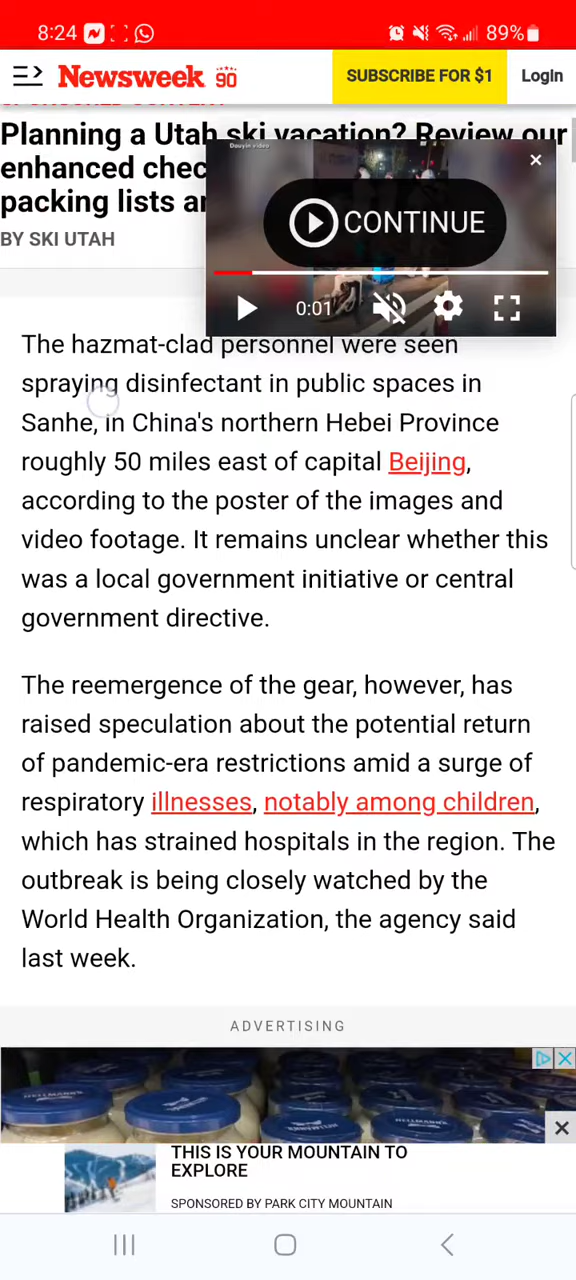 8:24
89%
Newsweek 90
SUBSCRIBE FOR $1
Login
Planning a Utah ski vacation? Review our
enhanced chec
packing lists ar
BY SKI UTAH
Douyin video
CONTINUE
0:01
The hazmat-clad personnel were seen
spraying disinfectant in public spaces in
Sanhe, in China's northern Hebei Province
roughly 50 miles east of capital Beijing,
according to the poster of the images and
video footage. It remains unclear whether this
was a local government initiative or central
government directive.
The reemergence of the gear, however, has
raised speculation about the potential return
of pandemic-era restrictions amid a surge of
respiratory illnesses, notably among children,
which has strained hospitals in the region. The
outbreak is being closely watched by the
World Health Organization, the agency said
last week.
ADVERTISING
HELLMANN'S
THIS IS YOUR MOUNTAIN TO
EXPLORE
SPONSORED BY PARK CITY MOUNTAIN